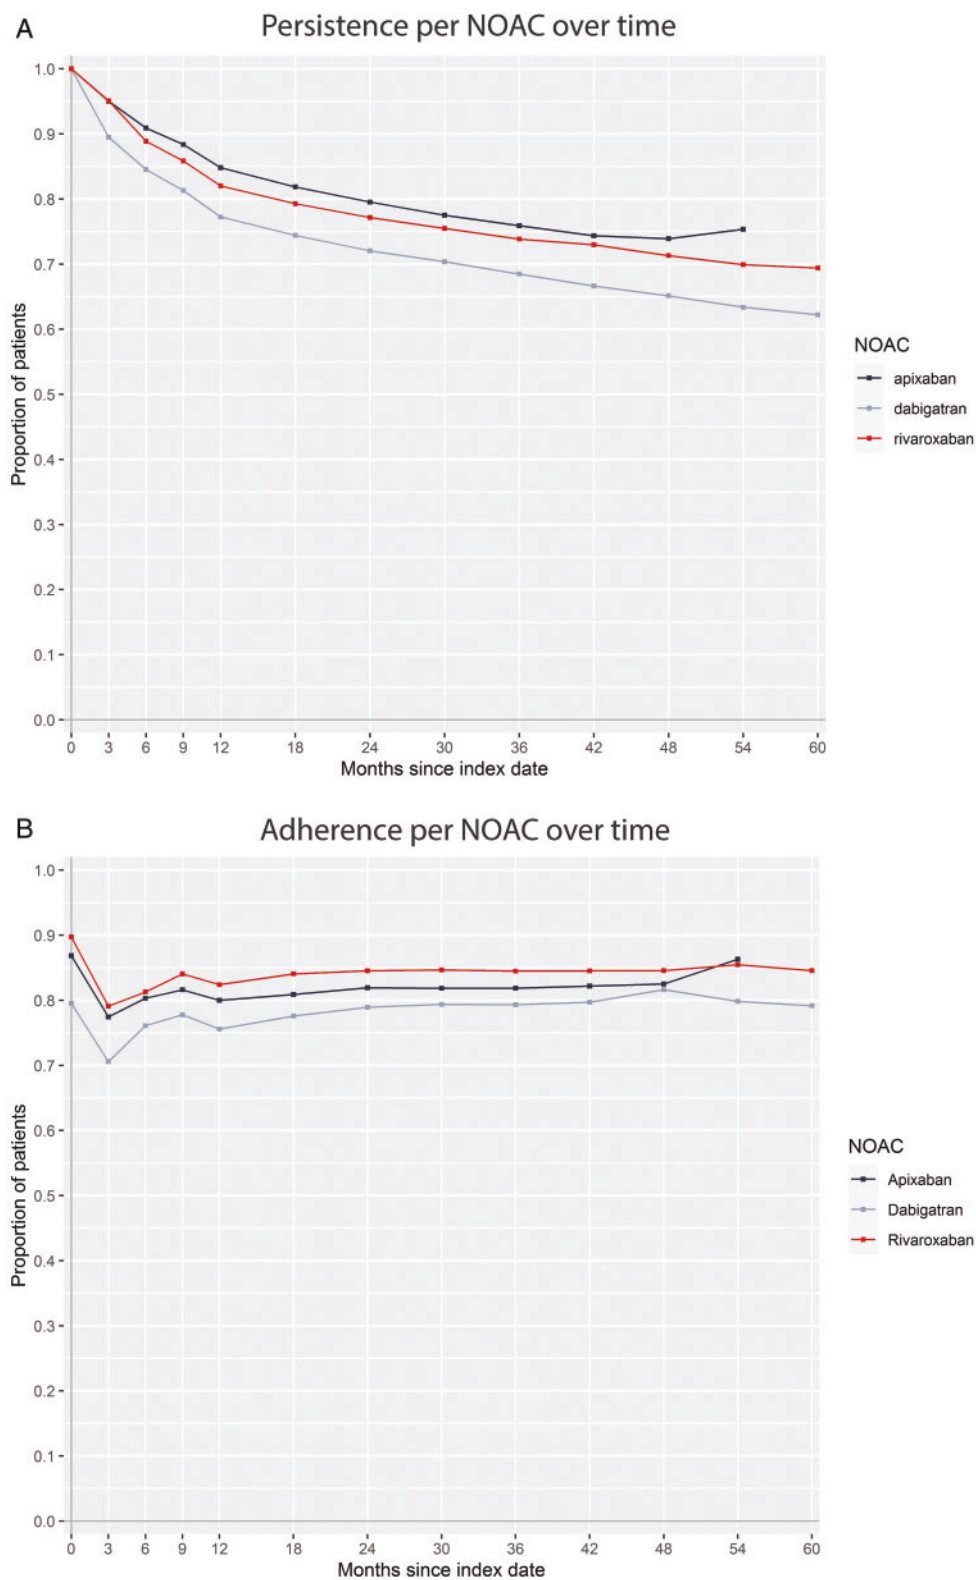 A
Persistence per NOAC over time
1.0
0.9
0.8
0.7
0.6
0.5
0.4
0.3
0.2
0.1
0.0
Proportion of patients
0 3 6 9 12 18 24 30 36 42 48 54 60
Months since index date
NOAC
apixaban
dabigatran
rivaroxaban
B
Adherence per NOAC over time
1.0
0.9
0.8
0.7
0.6
0.5
0.4
0.3
0.2
0.1
0.0
Proportion of patients
0 3 6 9 12 18 24 30 36 42 48 54 60
Months since index date
NOAC
Apixaban
Dabigatran
Rivaroxaban